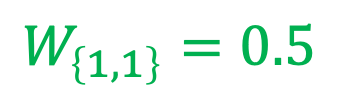 W_{1,1} = 0.5